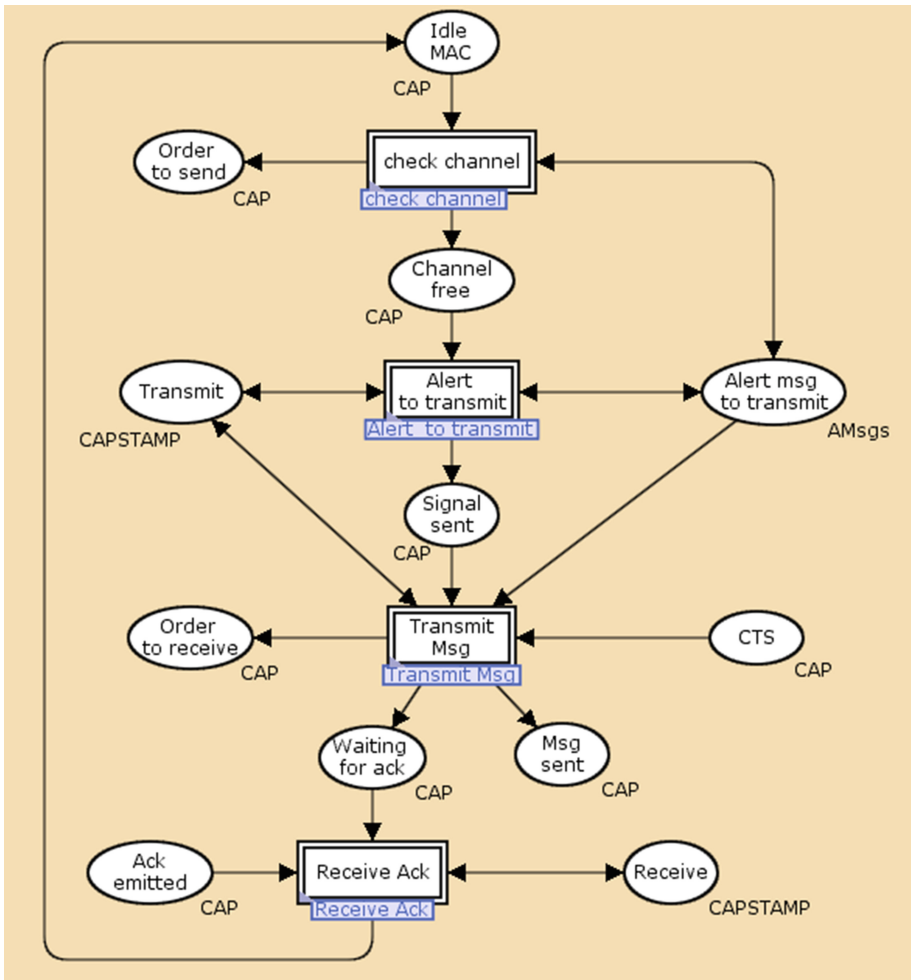 Idle
MAC
CAP
Order
to send
CAP
check channel
check channel
Channel
free
CAP
Transmit
CAPSTAMP
Alert
to transmit
Alert  to transmit
Alert msg
to transmit
AMsgs
Signal
sent
CAP
Order
to receive
CAP
Transmit
Msg
Transmit Msg
CTS
CAP
Waiting
for ack
CAP
Msg
sent
CAP
Ack
emitted
CAP
Receive Ack
Receive Ack
Receive
CAPSTAMP